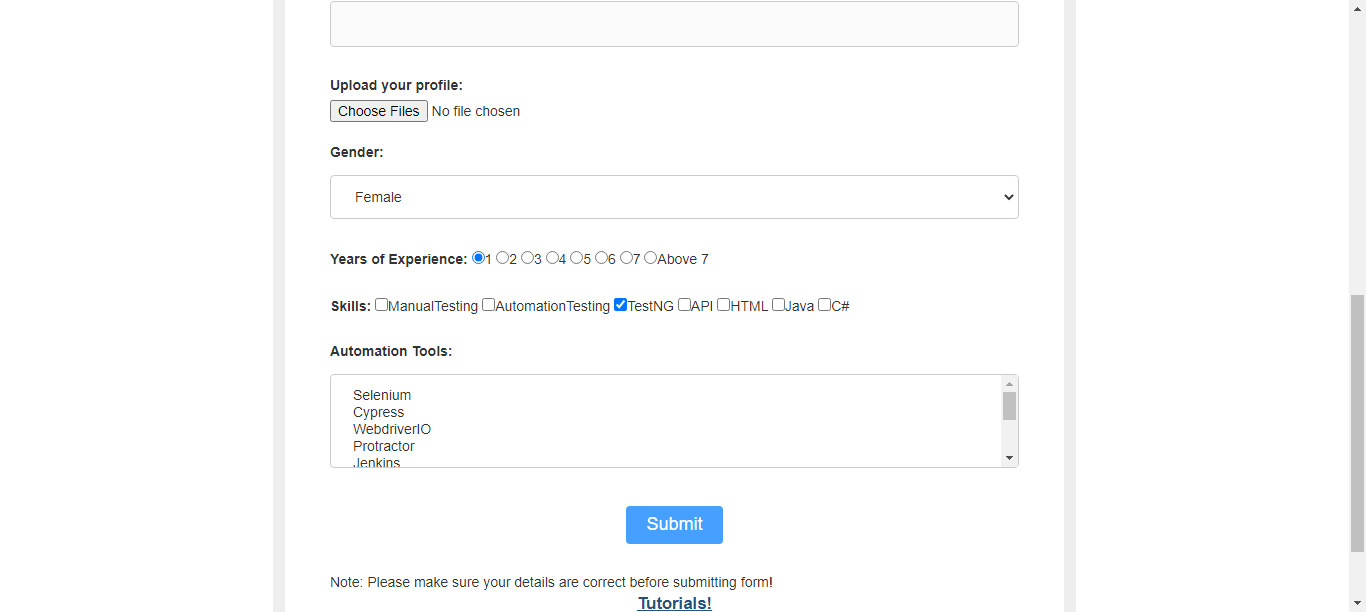 Upload your profile:
Choose Files No file chosen
Gender:
Female
Years of Experience: 1 2 3 4 5 6 7 Above 7
Skills: ManualTesting AutomationTesting TestNG API HTML Java C#
Automation Tools:
Selenium
Cypress
WebdriverIO
Protractor
Jenkins
Submit
Note: Please make sure your details are correct before submitting form!
Tutorials!